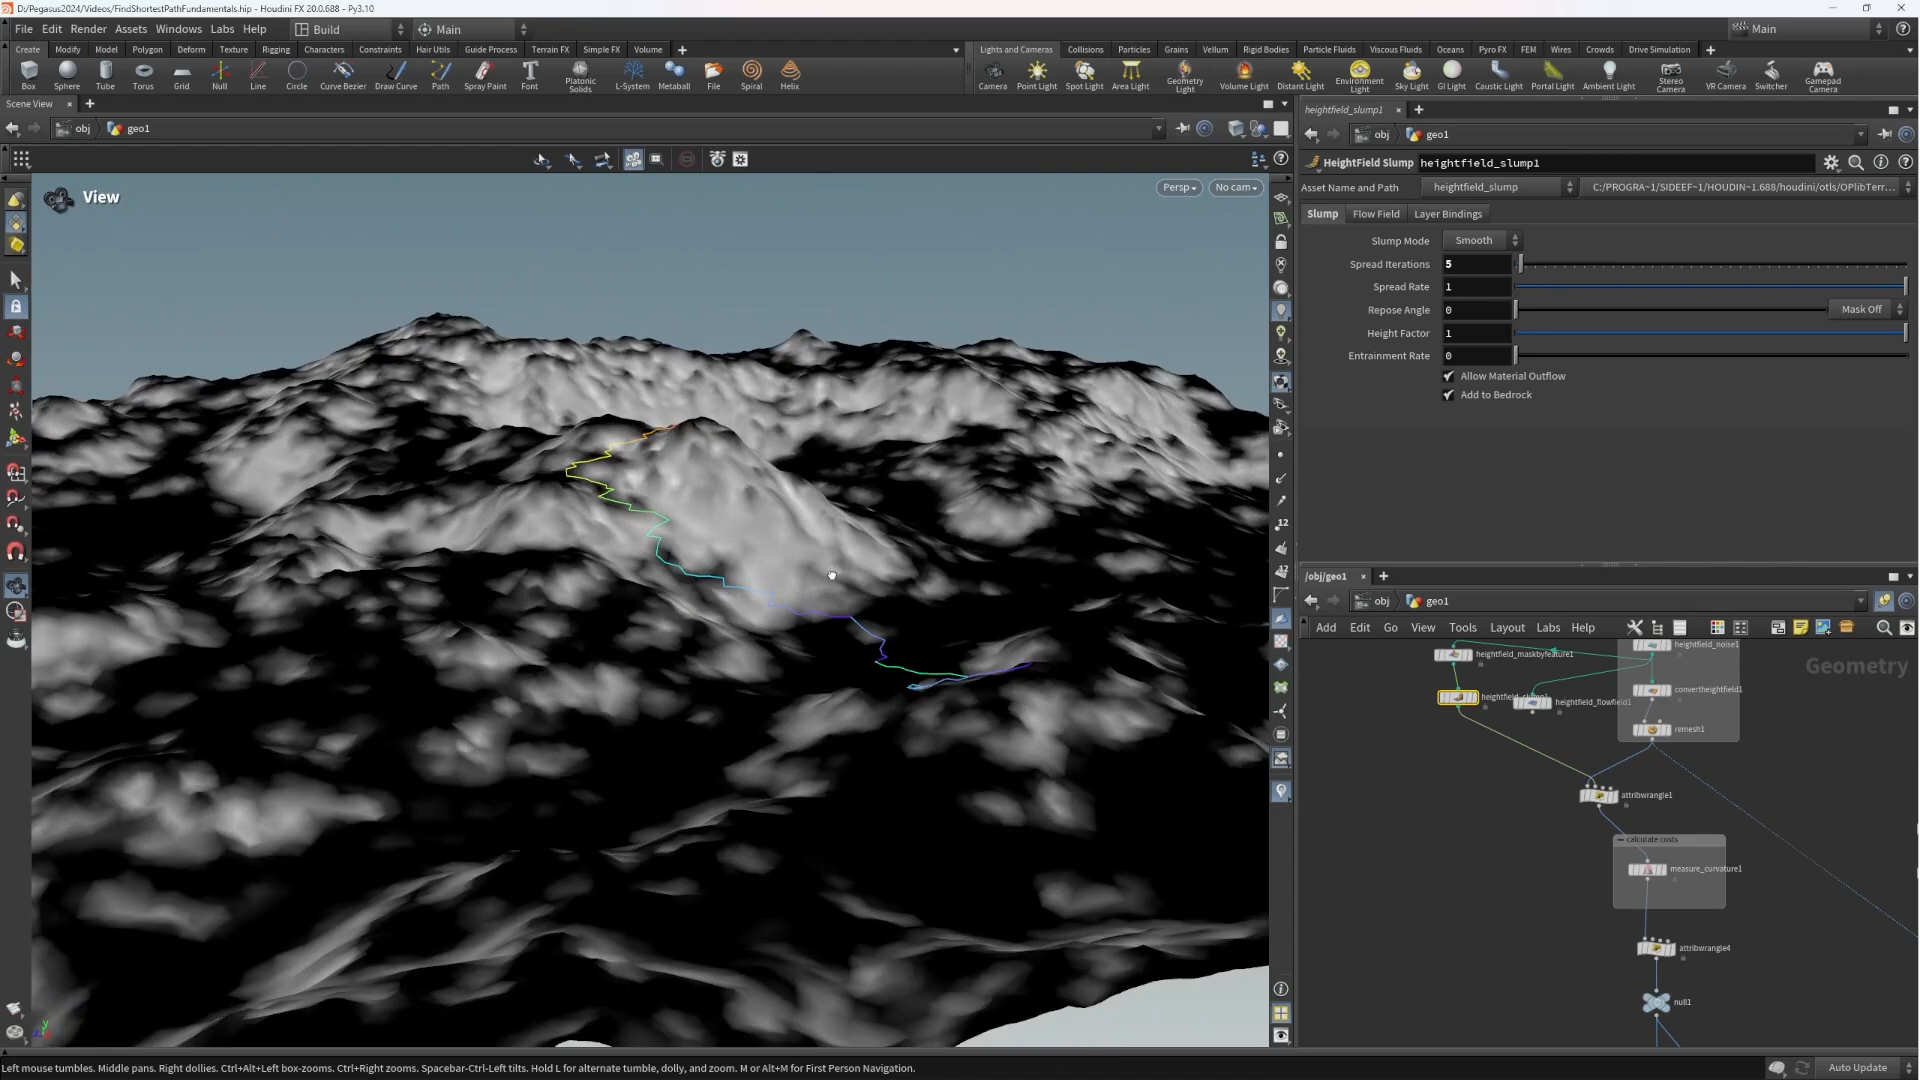 D:/Pegasus2024/Videos/FindShortestPathFundamentals.hip - Houdini FX 20.0.688 - Py3.10
File Edit Render Assets Windows Labs Help Build Main Main
Create Modify Model Polygon Deform Texture Rigging Characters Constraints Hair Utils Guide Process Terrain FX Simple FX Volume
Lights and Cameras Collisions Particles Grains Vellum Rigid Bodies Particle Fluids Viscous Fluids Oceans Pyro FX FEM Wires Crowds Drive Simulation
Box Sphere Tube Torus Grid Null Line Circle Curve Bezier Draw Curve Path Spray Paint Font Platonic Solids L-System Metaball File Spiral Helix
Camera Point Light Spot Light Area Light Geometry Light Volume Light Distant Light Environment Light Sky Light GI Light Caustic Light Portal Light Ambient Light Stereo Camera VR Camera Switcher Gamepad Camera
Scene View
obj geo1
View
Persp No cam
12
12
heightfield_slump1
obj geo1
HeightField Slump heightfield_slump1
Asset Name and Path heightfield_slump C:/PROGRA~1/SIDEEF~1/HOUDIN~1.688/houdini/otls/OPlibTerr...
Slump Flow Field Layer Bindings
Slump Mode Smooth
Spread Iterations 5
Spread Rate 1
Repose Angle 0 Mask Off
Height Factor 1
Entrainment Rate 0
Allow Material Outflow
Add to Bedrock
/obj/geo1
obj geo1
Add Edit Go View Tools Layout Labs Help
Geometry
heightfield_noise1
heightfield_maskbyfeature1
convertheightfield1
heightfield_slump1
heightfield_flowfield1
remesh1
attribwrangle1
calculate costs
measure_curvature1
attribwrangle4
null1
Left mouse tumbles. Middle pans. Right dollies. Ctrl+Alt+Left box-zooms. Ctrl+Right zooms. Spacebar-Ctrl-Left tilts. Hold L for alternate tumble, dolly, and zoom. M or Alt+M for First Person Navigation.
Auto Update